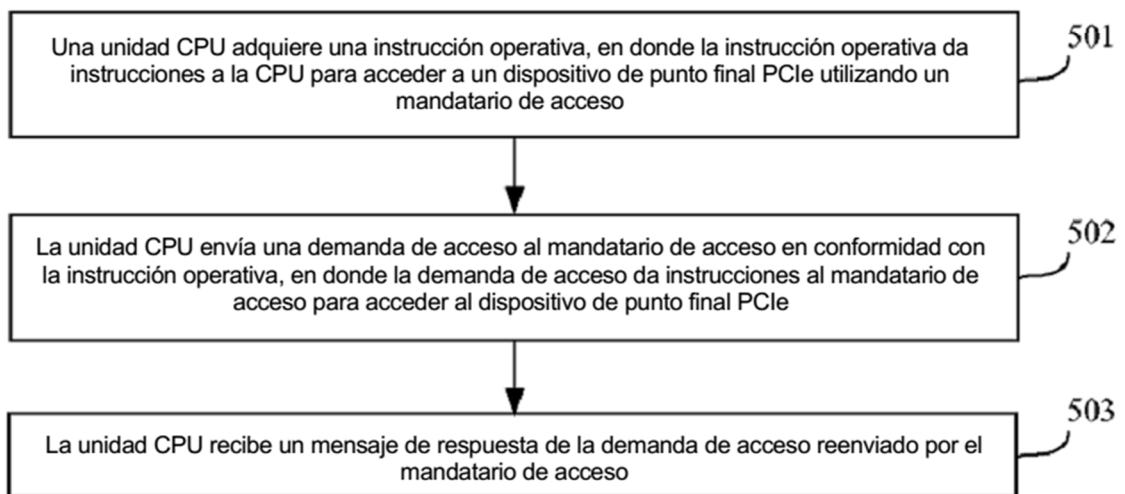 Una unidad CPU adquiere una instrucción operativa, en donde la instrucción operativa da
instrucciones a la CPU para acceder a un dispositivo de punto final PCIe utilizando un
mandatario de acceso
501
La unidad CPU envía una demanda de acceso al mandatario de acceso en conformidad con
la instrucción operativa, en donde la demanda de acceso da instrucciones al mandatario de
acceso para acceder al dispositivo de punto final PCIe
502
La unidad CPU recibe un mensaje de respuesta de la demanda de acceso reenviado por el
mandatario de acceso
503